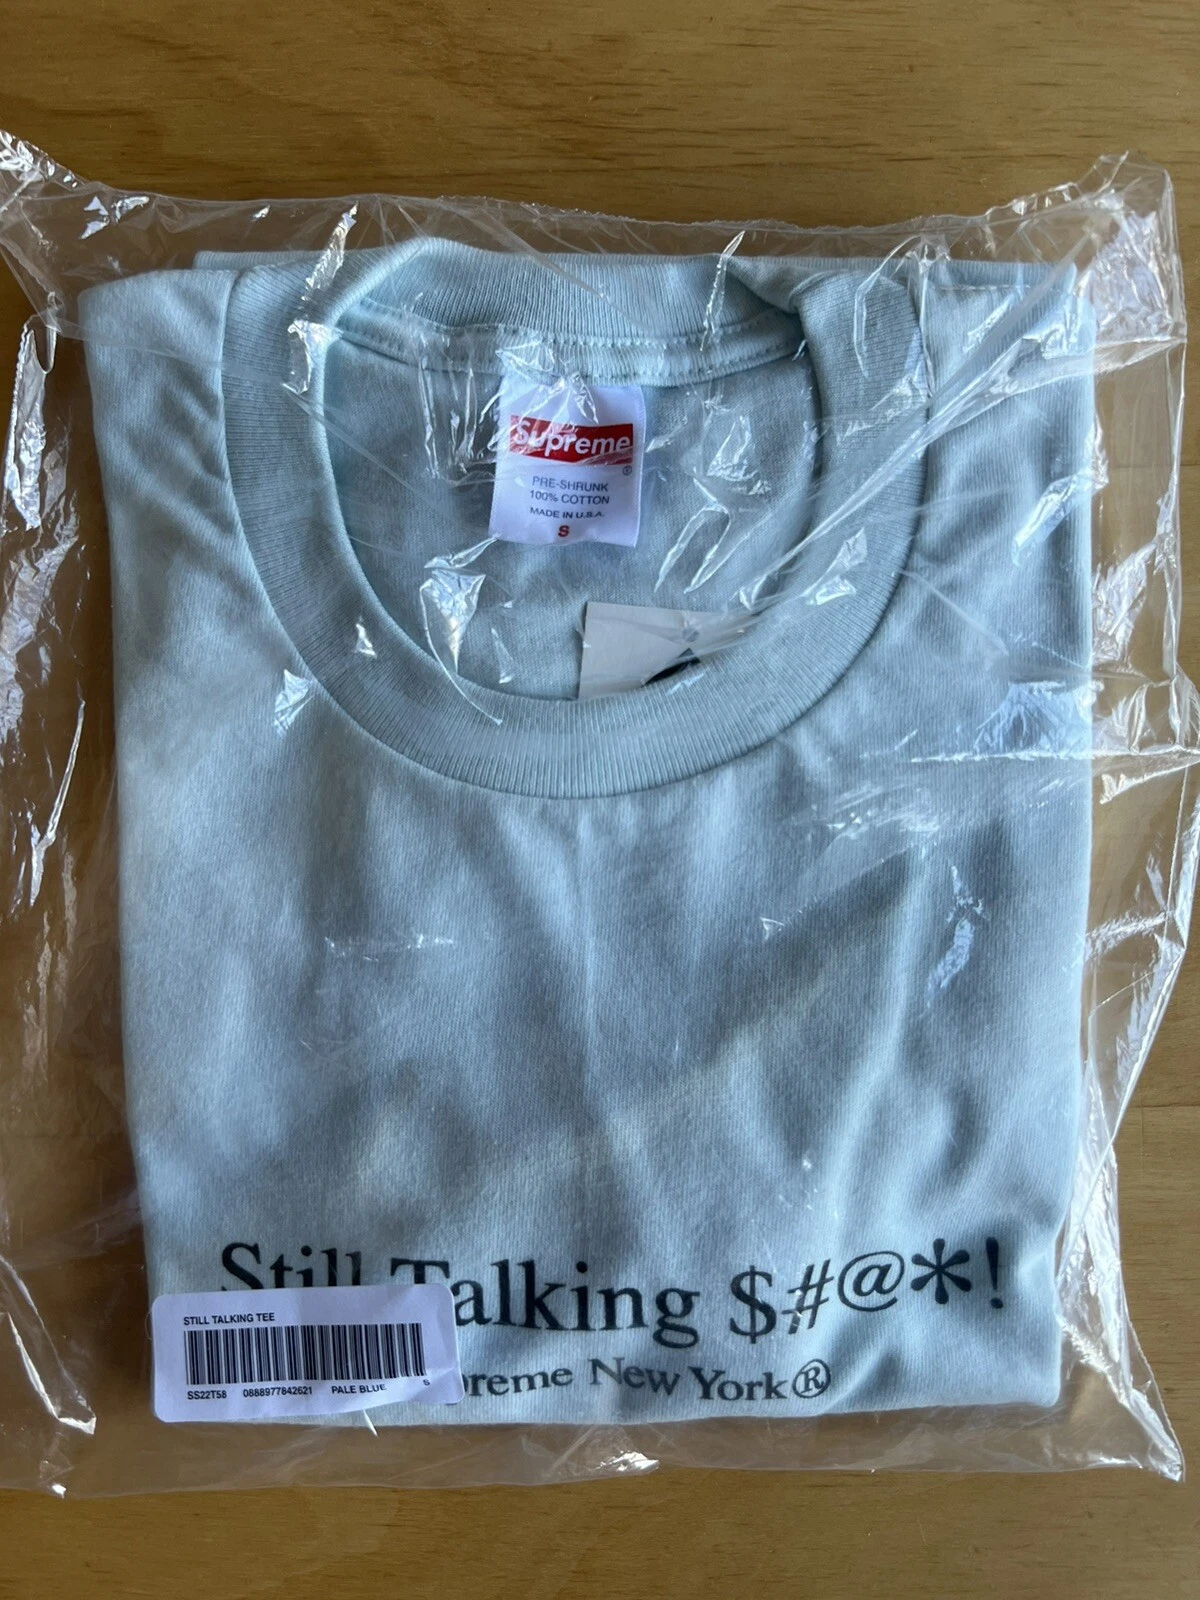 Supreme
®
PRE-SHRUNK
100% COTTON
MADE IN U.S.A.
S
Still Talking $#@*!
preme New York®
STILL TALKING TEE
SS22T58 0888977842621 PALE BLUE S